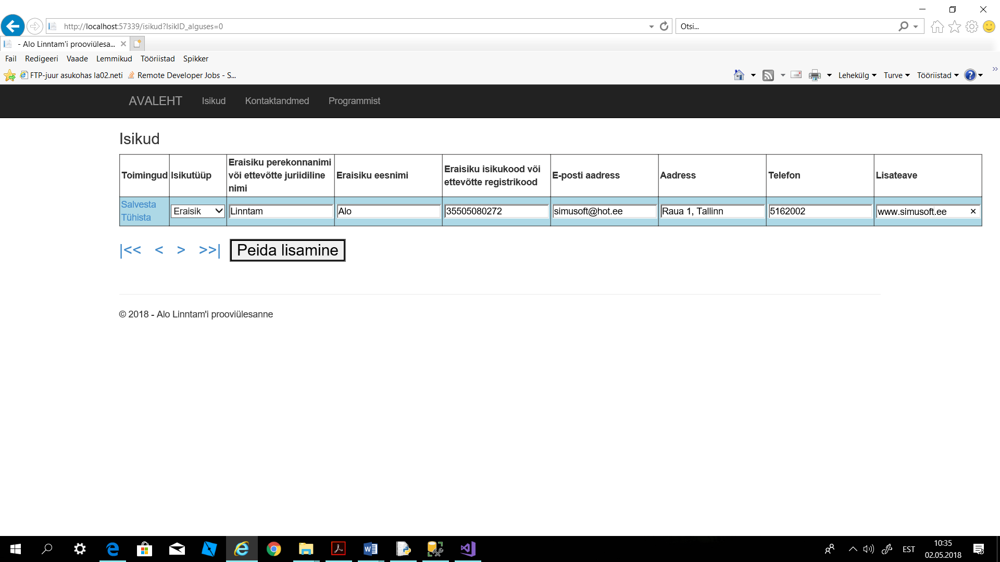 http://localhost:57339/isikud?IsikID_alguses=0
Otsi...
- Alo Linntam'i prooviülesa...
Fail Redigeeri Vaade Lemmikud Tööriistad Spikker
FTP-juur asukohas la02.neti Remote Developer Jobs - S...
Lehekülg Turve Tööriistad
AVALEHT Isikud Kontaktandmed Programmist
Isikud
Toimingud
Isikutüüp
Eraisiku perekonnanimi
või ettevõtte juriidiline
nimi
Eraisiku eesnimi
Eraisiku isikukood või
ettevõtte registrikood
E-posti aadress
Aadress
Telefon
Lisateave
Salvesta
Tühista
Eraisik
Linntam
Alo
35505080272
simusoft@hot.ee
Raua 1, Tallinn
5162002
www.simusoft.ee
|<< < > >>| Peida lisamine
© 2018 - Alo Linntam'i prooviülesanne
EST
10:35
02.05.2018